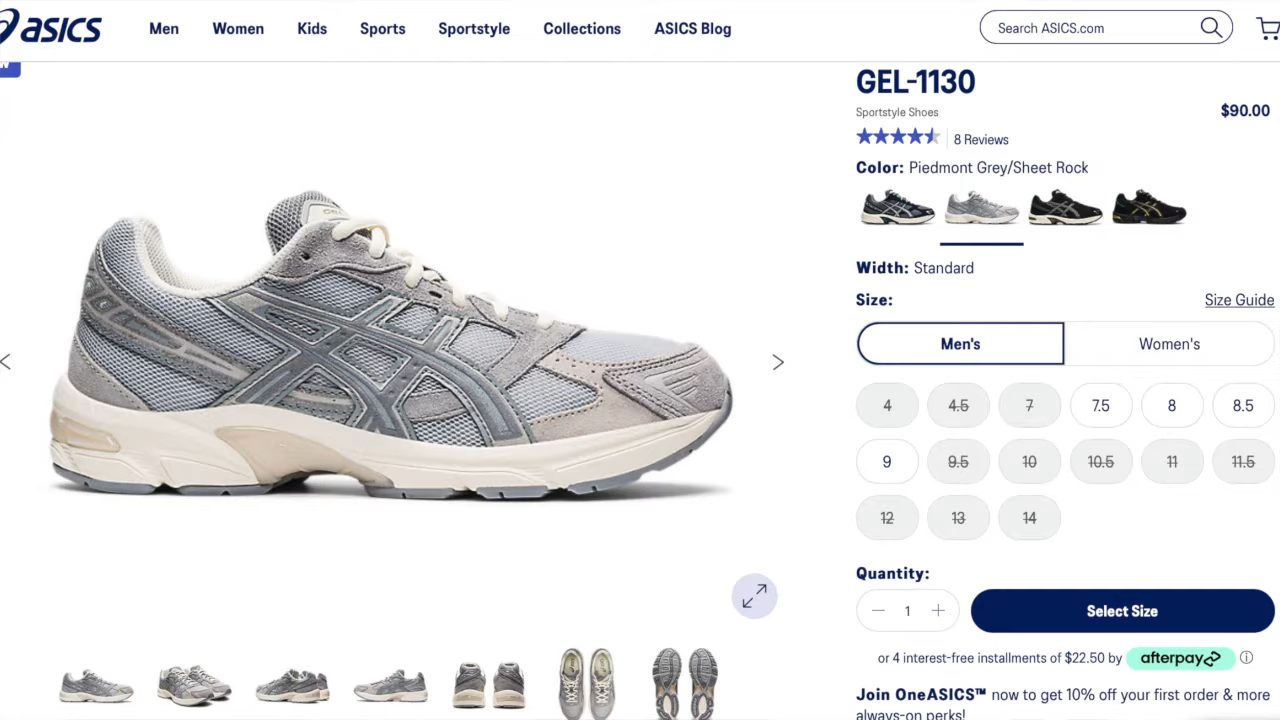 asics
Men
Women
Kids
Sports
Sportstyle
Collections
ASICS Blog
Search ASICS.com
GEL-1130
Sportstyle Shoes
$90.00
8 Reviews
Color: Piedmont Grey/Sheet Rock
Width: Standard
Size:
Size Guide
Men's
Women's
4 4.5 7 7.5 8 8.5
9 9.5 10 10.5 11 11.5
12 13 14
Quantity:
1
Select Size
or 4 interest-free installments of $22.50 by afterpay
Join OneASICS™ now to get 10% off your first order & more
always-on perks!